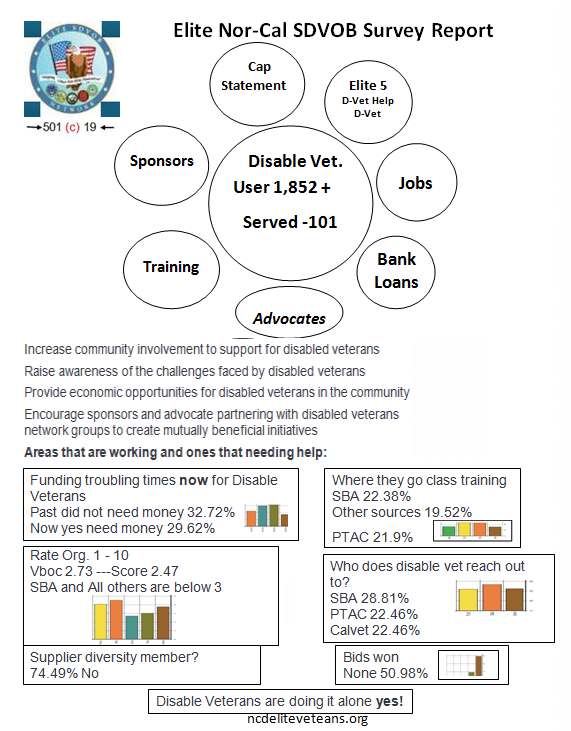 Elite Nor-Cal SDVOB Survey Report
ELITE SDVOB
NETWORK
501 (c) 19
Cap
Statement
Elite 5
D-Vet Help
D-Vet
Sponsors
Disable Vet.
User 1,852 +
Served -101
Jobs
Training
Bank
Loans
Advocates
Increase community involvement to support for disabled veterans
Raise awareness of the challenges faced by disabled veterans
Provide economic opportunities for disabled veterans in the community
Encourage sponsors and advocate partnering with disabled veterans
network groups to create mutually beneficial initiatives
Areas that are working and ones that needing help:
Funding troubling times now for Disable
Veterans
Past did not need money 32.72%
Now yes need money 29.62%
Where they go class training
SBA 22.38%
Other sources 19.52%
PTAC 21.9%
Rate Org. 1 - 10
Vboc 2.73 ---Score 2.47
SBA and All others are below 3
Who does disable vet reach out
to?
SBA 28.81%
PTAC 22.46%
Calvet 22.46%
Supplier diversity member?
74.49% No
Bids won
None 50.98%
Disable Veterans are doing it alone yes!
ncdeliteveteans.org